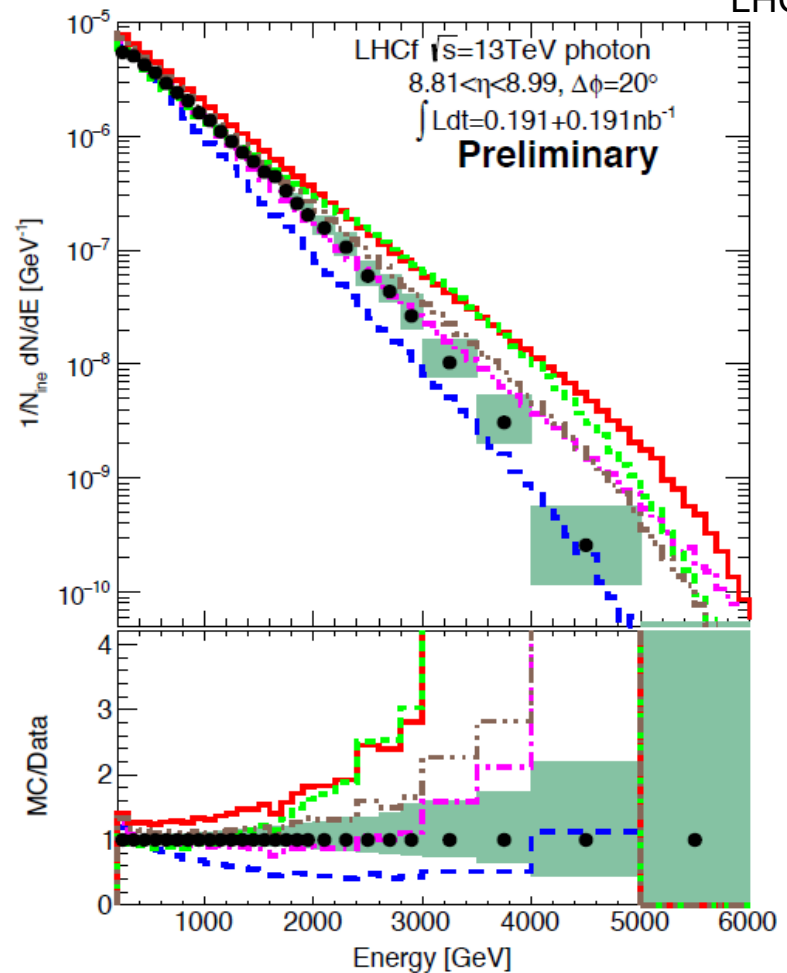 LHC
LHCf √s=13TeV photon
8.81<η<8.99, Δϕ=20°
∫Ldt=0.191+0.191nb⁻¹
Preliminary
1/N_ine dN/dE [GeV⁻¹]
10⁻⁵
10⁻⁶
10⁻⁷
10⁻⁸
10⁻⁹
10⁻¹⁰
MC/Data
4
3
2
1
0
1000 2000 3000 4000 5000 6000
Energy [GeV]